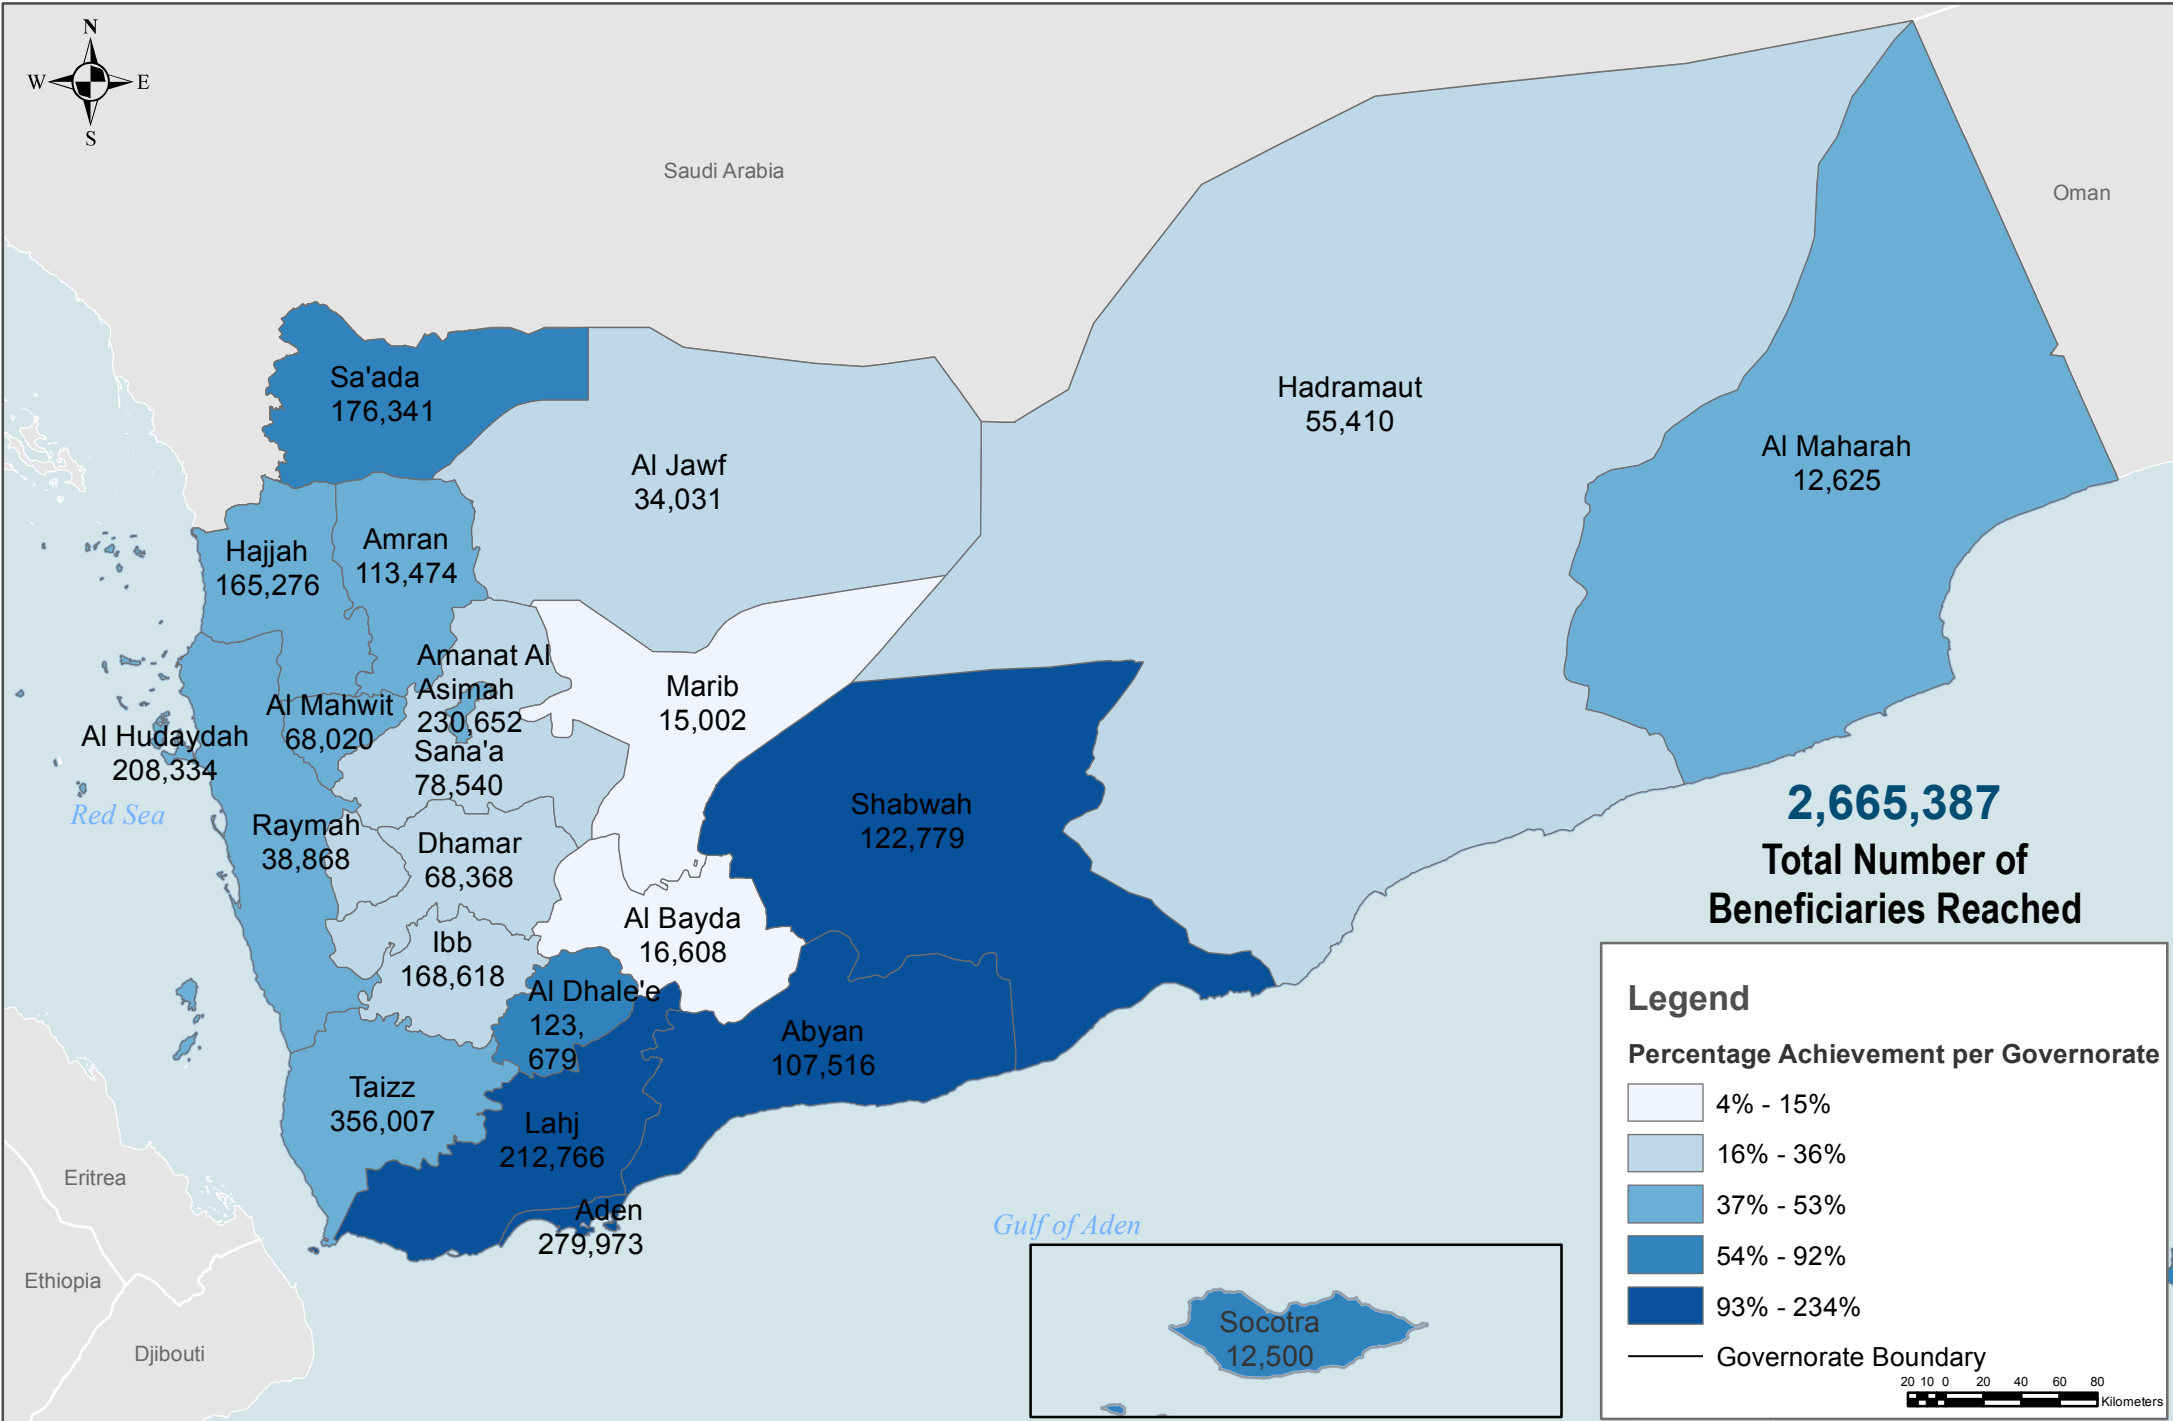 N
W E
S
Saudi Arabia
Oman
Sa'ada
176,341
Hadramaut
55,410
Al Maharah
12,625
Al Jawf
34,031
Hajjah
165,276
Amran
113,474
Amanat Al
Asimah
230,652
Marib
15,002
Al Mahwit
68,020
Al Hudaydah
208,334
Sana'a
78,540
Red Sea
Raymah
38,868
Dhamar
68,368
Shabwah
122,779
2,665,387
Total Number of
Beneficiaries Reached
Al Bayda
16,608
Ibb
168,618
Al Dhale'e
123,
679
Abyan
107,516
Taizz
356,007
Lahj
212,766
Aden
279,973
Eritrea
Ethiopia
Djibouti
Gulf of Aden
Socotra
12,500
Legend
Percentage Achievement per Governorate
4% - 15%
16% - 36%
37% - 53%
54% - 92%
93% - 234%
Governorate Boundary
20 10 0 20 40 60 80
Kilometers